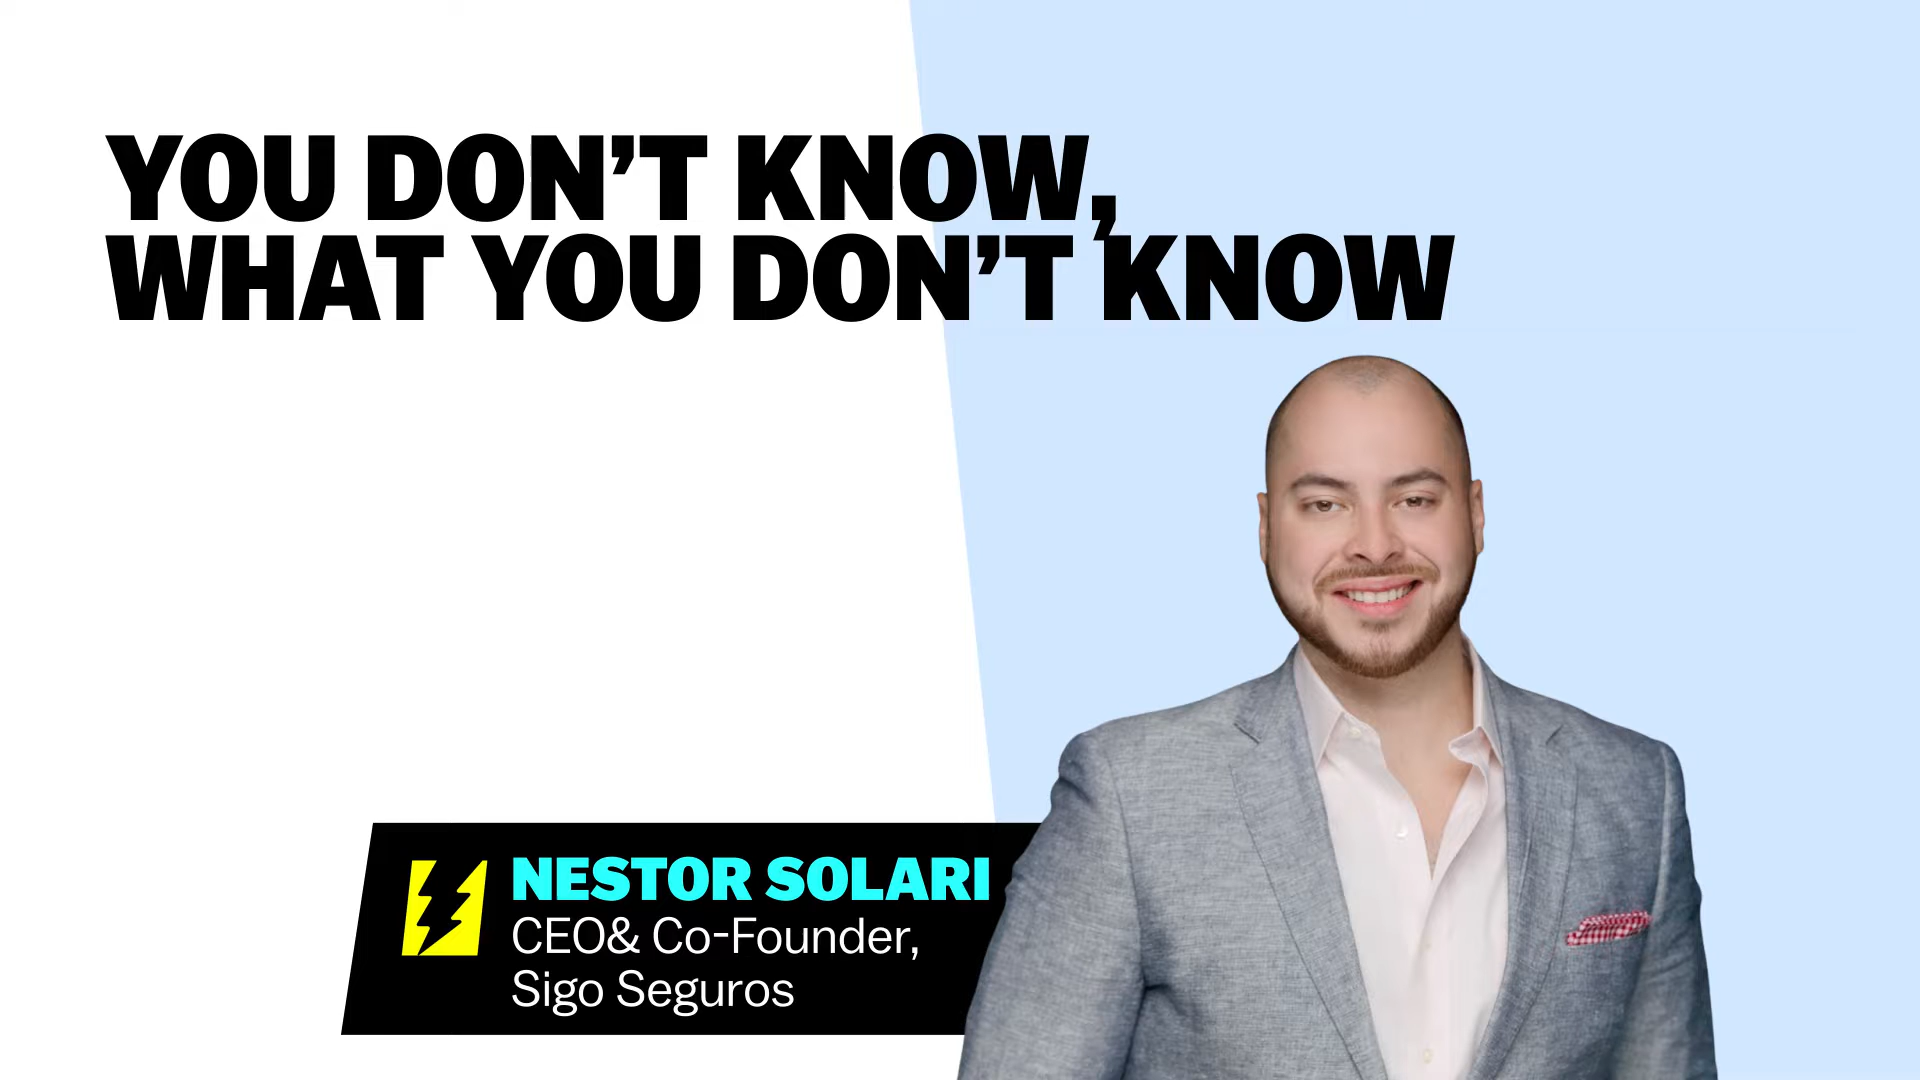 YOU DON’T KNOW,
WHAT YOU DON’T KNOW
NESTOR SOLARI
CEO& Co-Founder,
Sigo Seguros